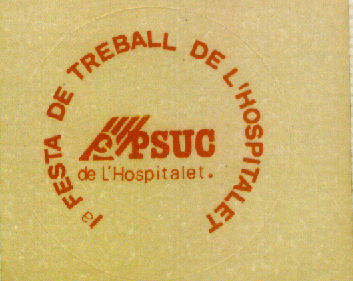 1ª FESTA DE TREBALL DE L'HOSPITALET
PSUC
de L'Hospitalet.